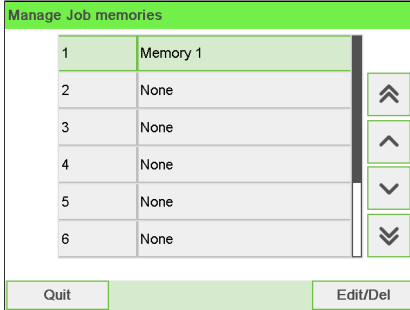 Manage Job memories
1 Memory 1
2 None
3 None
4 None
5 None
6 None
Quit Edit/Del